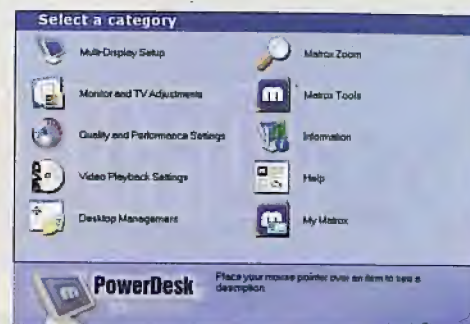 Select a category
Multi-Display Setup
Matrox Zoom
Monitor and TV Adjustments
Matrox Tools
Quality and Performance Settings
Information
Video Playback Settings
Help
Desktop Management
My Matrox
PowerDesk
Place your mouse pointer over an item to see a
description.